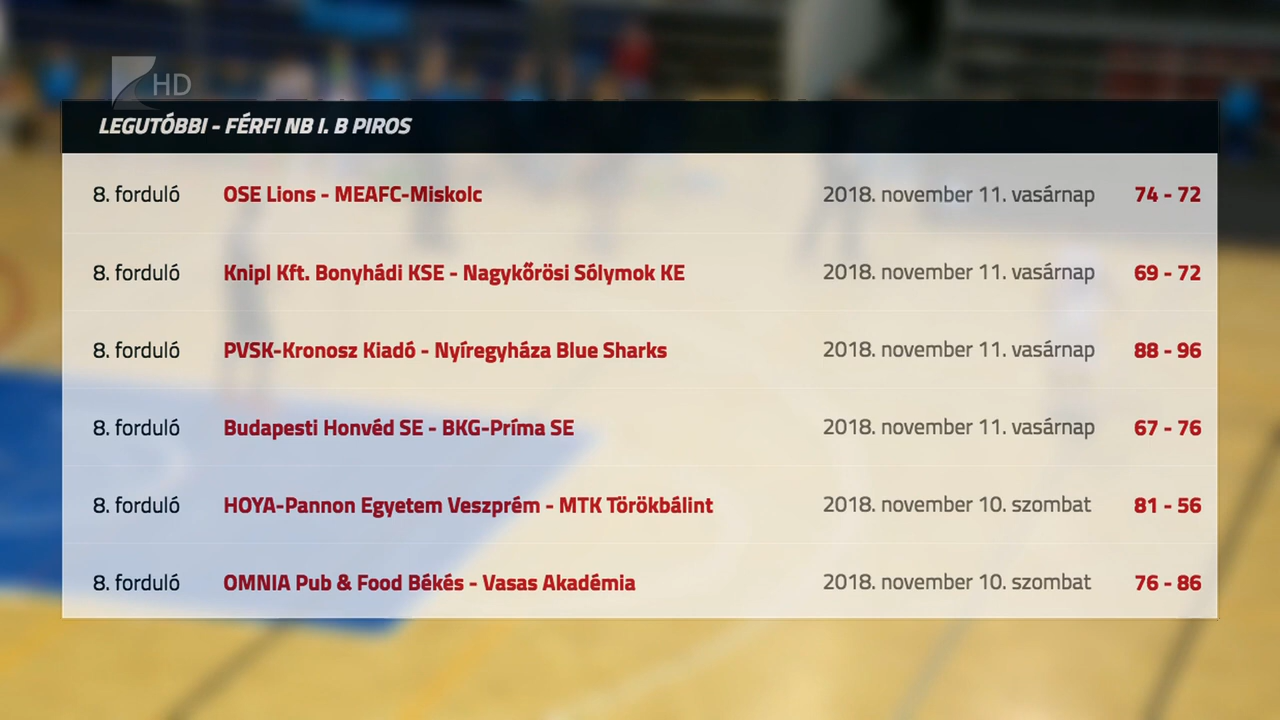 HD
LEGUTÓBBI - FÉRFI NB I. B PIROS
8. forduló OSE Lions - MEAFC-Miskolc 2018. november 11. vasárnap 74 - 72
8. forduló Knipl Kft. Bonyhádi KSE - Nagykőrösi Sólymok KE 2018. november 11. vasárnap 69 - 72
8. forduló PVSK-Kronosz Kiadó - Nyíregyháza Blue Sharks 2018. november 11. vasárnap 88 - 96
8. forduló Budapesti Honvéd SE - BKG-Príma SE 2018. november 11. vasárnap 67 - 76
8. forduló HOYA-Pannon Egyetem Veszprém - MTK Törökbálint 2018. november 10. szombat 81 - 56
8. forduló OMNIA Pub & Food Békés - Vasas Akadémia 2018. november 10. szombat 76 - 86